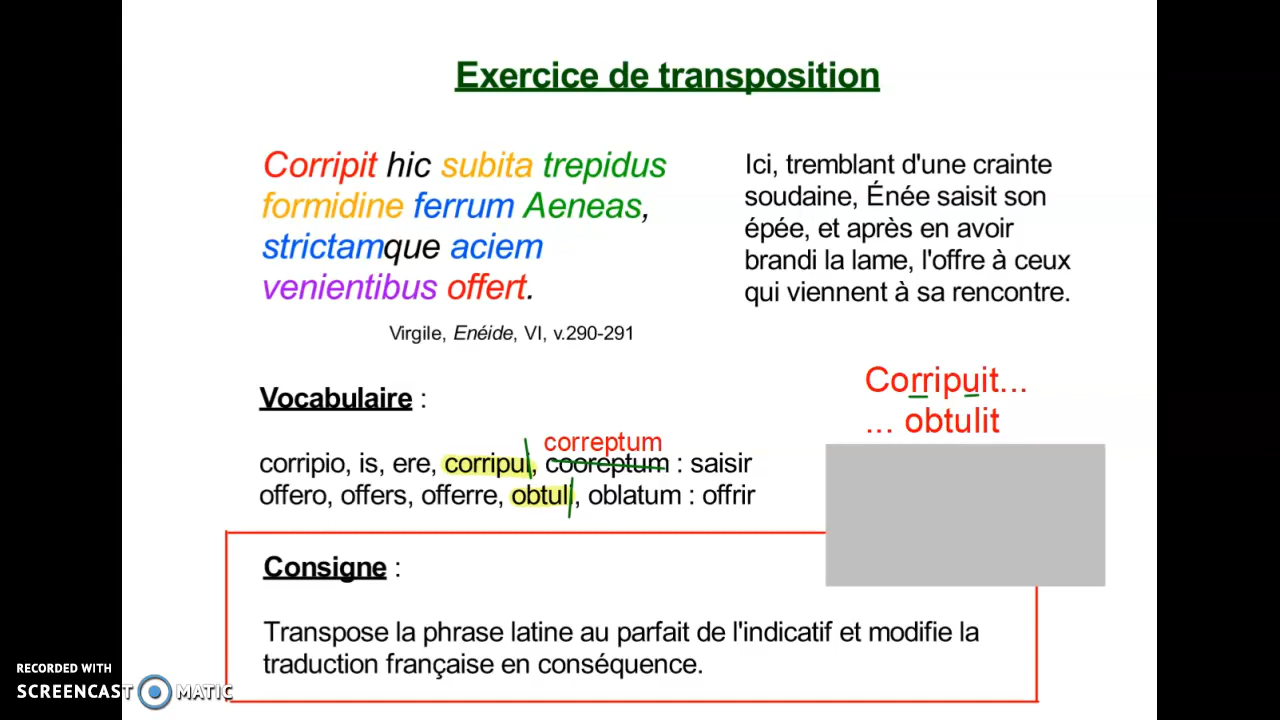 Exercice de transposition
Corripit hic subita trepidus
formidine ferrum Aeneas,
strictamque aciem
venientibus offert.
Virgile, Enéide, VI, v.290-291
Ici, tremblant d'une crainte
soudaine, Énée saisit son
épée, et après en avoir
brandi la lame, l'offre à ceux
qui viennent à sa rencontre.
Corripuit...
... obtulit
Vocabulaire :
correptum
corripio, is, ere, corripui, cooreptum : saisir
offero, offers, offerre, obtuli, oblatum : offrir
Consigne :
Transpose la phrase latine au parfait de l'indicatif et modifie la
traduction française en conséquence.
RECORDED WITH
SCREENCAST MATIC